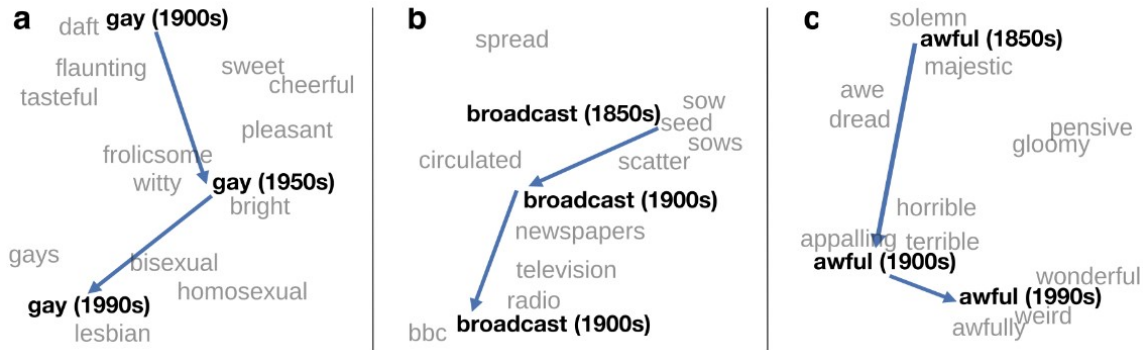 a
daft gay (1900s)
flaunting sweet
tasteful cheerful
pleasant
frolicsome
witty gay (1950s)
bright
gays bisexual
homosexual
gay (1990s)
lesbian
b
spread
broadcast (1850s) sow
seed
sows
circulated scatter
broadcast (1900s)
newspapers
television
radio
bbc broadcast (1900s)
c
solemn
awful (1850s)
majestic
awe
dread pensive
gloomy
horrible
appalling terrible
awful (1900s)
wonderful
awful (1990s)
weird
awfully